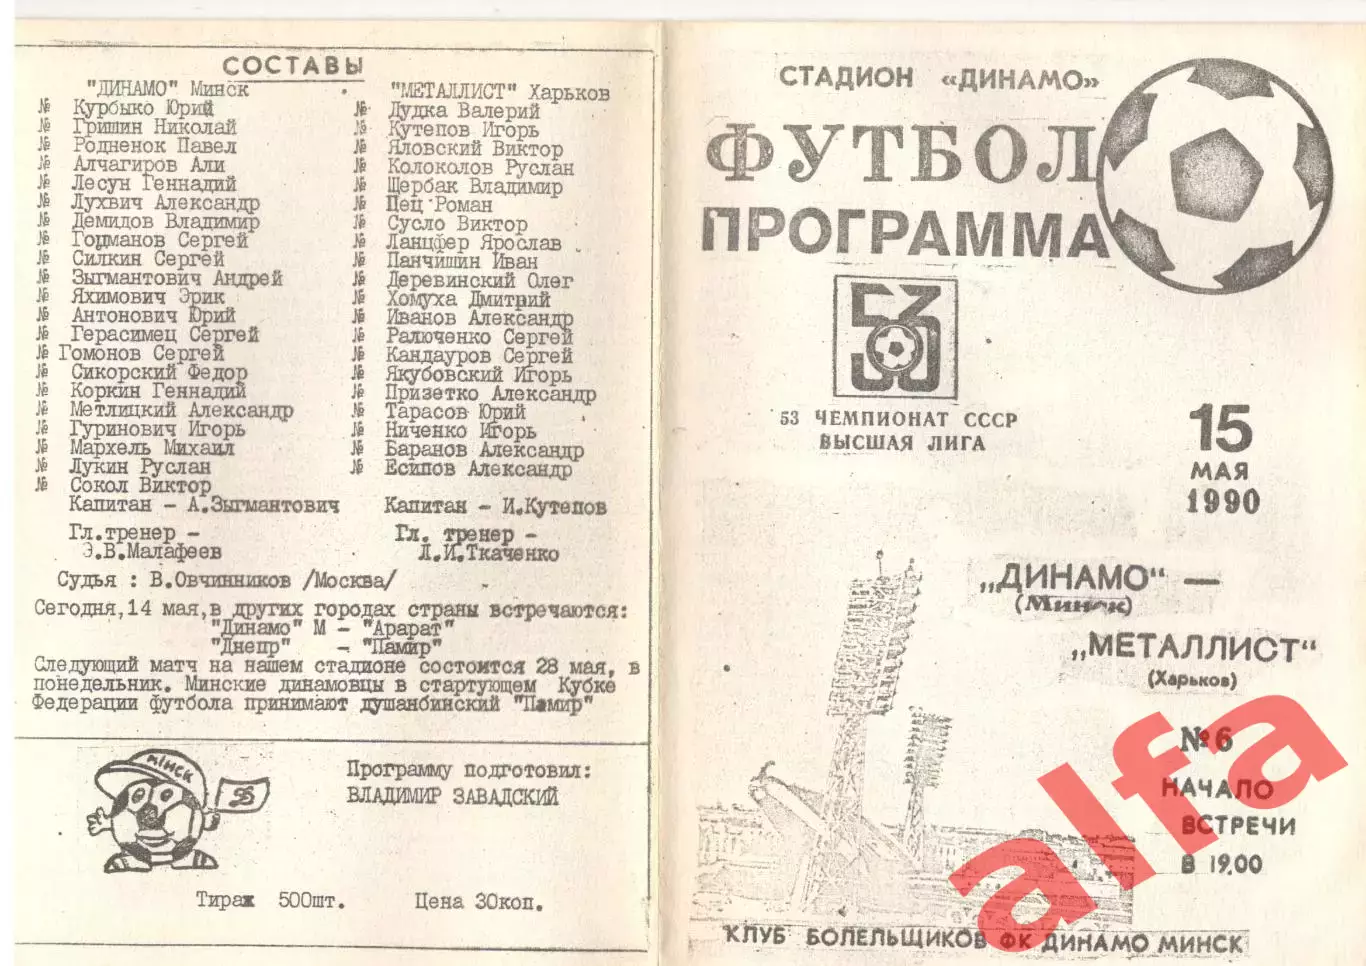 СОСТАВЫ
"ДИНАМО" Минск
"МЕТАЛЛИСТ" Харьков
№ Курбыко Юрий
№ Гришин Николай
№ Родненок Павел
№ Алчагиров Али
№ Лесун Геннадий
№ Лухвич Александр
№ Демидов Владимир
№ Гоцманов Сергей
№ Силкин Сергей
№ Зыгмантович Андрей
№ Яхимович Эрик
№ Антонович Юрий
№ Герасимец Сергей
№ Гомонов Сергей
№ Сикорский Федор
№ Коркин Геннадий
№ Метлицкий Александр
№ Гуринович Игорь
№ Мархель Михаил
№ Лукин Руслан
№ Сокол Виктор
Капитан - А.Зыгмантович
Гл.тренер -
Э.В.Малафеев
№ Дудка Валерий
№ Кутепов Игорь
№ Яловский Виктор
№ Колоколов Руслан
№ Щербак Владимир
№ Пец Роман
№ Сусло Виктор
№ Ланцфер Ярослав
№ Панчишин Иван
№ Деревинский Олег
№ Хомуха Дмитрий
№ Иванов Александр
№ Ралюченко Сергей
№ Кандауров Сергей
№ Якубовский Игорь
№ Призетко Александр
№ Тарасов Юрий
№ Ниченко Игорь
№ Баранов Александр
№ Есипов Александр
Капитан - И.Кутепов
Гл. тренер -
Л.И.Ткаченко
Судья : В.Овчинников /Москва/
Сегодня,14 мая,в других городах страны встречаются:
"Динамо" М - "Арарат"
"Днепр" - "Памир"
Следующий матч на нашем стадионе состоится 28 мая, в
понедельник. Минские динамовцы в стартующем Кубке
Федерации футбола принимают душанбинский "Памир"
МІНСК
Д
Программу подготовил:
ВЛАДИМИР ЗАВАДСКИЙ
Тираж 500шт. Цена 30коп.
СТАДИОН «ДИНАМО»
ФУТБОЛ
ПРОГРАММА
53
53 ЧЕМПИОНАТ СССР
ВЫСШАЯ ЛИГА
15
МАЯ
1990
„ДИНАМО" —
(Минск)
„МЕТАЛЛИСТ"
(Харьков)
№6
НАЧАЛО
ВСТРЕЧИ
В 19.00
КЛУБ БОЛЕЛЬЩИКОВ ФК ДИНАМО МИНСК
alfa